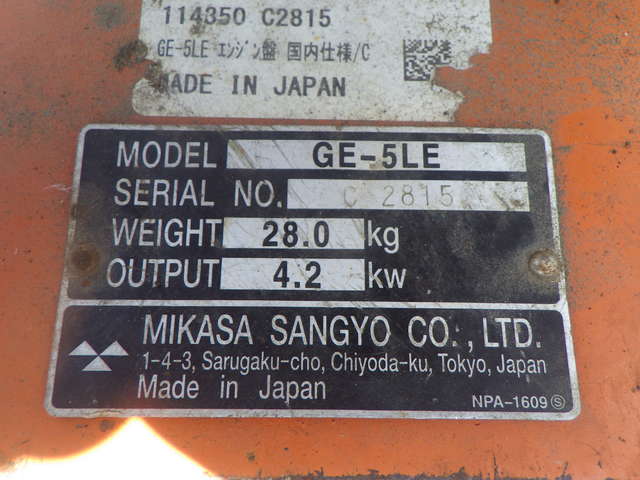 114350 C2815
GE-5LE エンジン盤 国内仕様/C
MADE IN JAPAN
MODEL GE-5LE
SERIAL NO. C 2815
WEIGHT 28.0 kg
OUTPUT 4.2 kw
MIKASA SANGYO CO., LTD.
1-4-3, Sarugaku-cho, Chiyoda-ku, Tokyo, Japan
Made in Japan
NPA-1609 Ⓢ